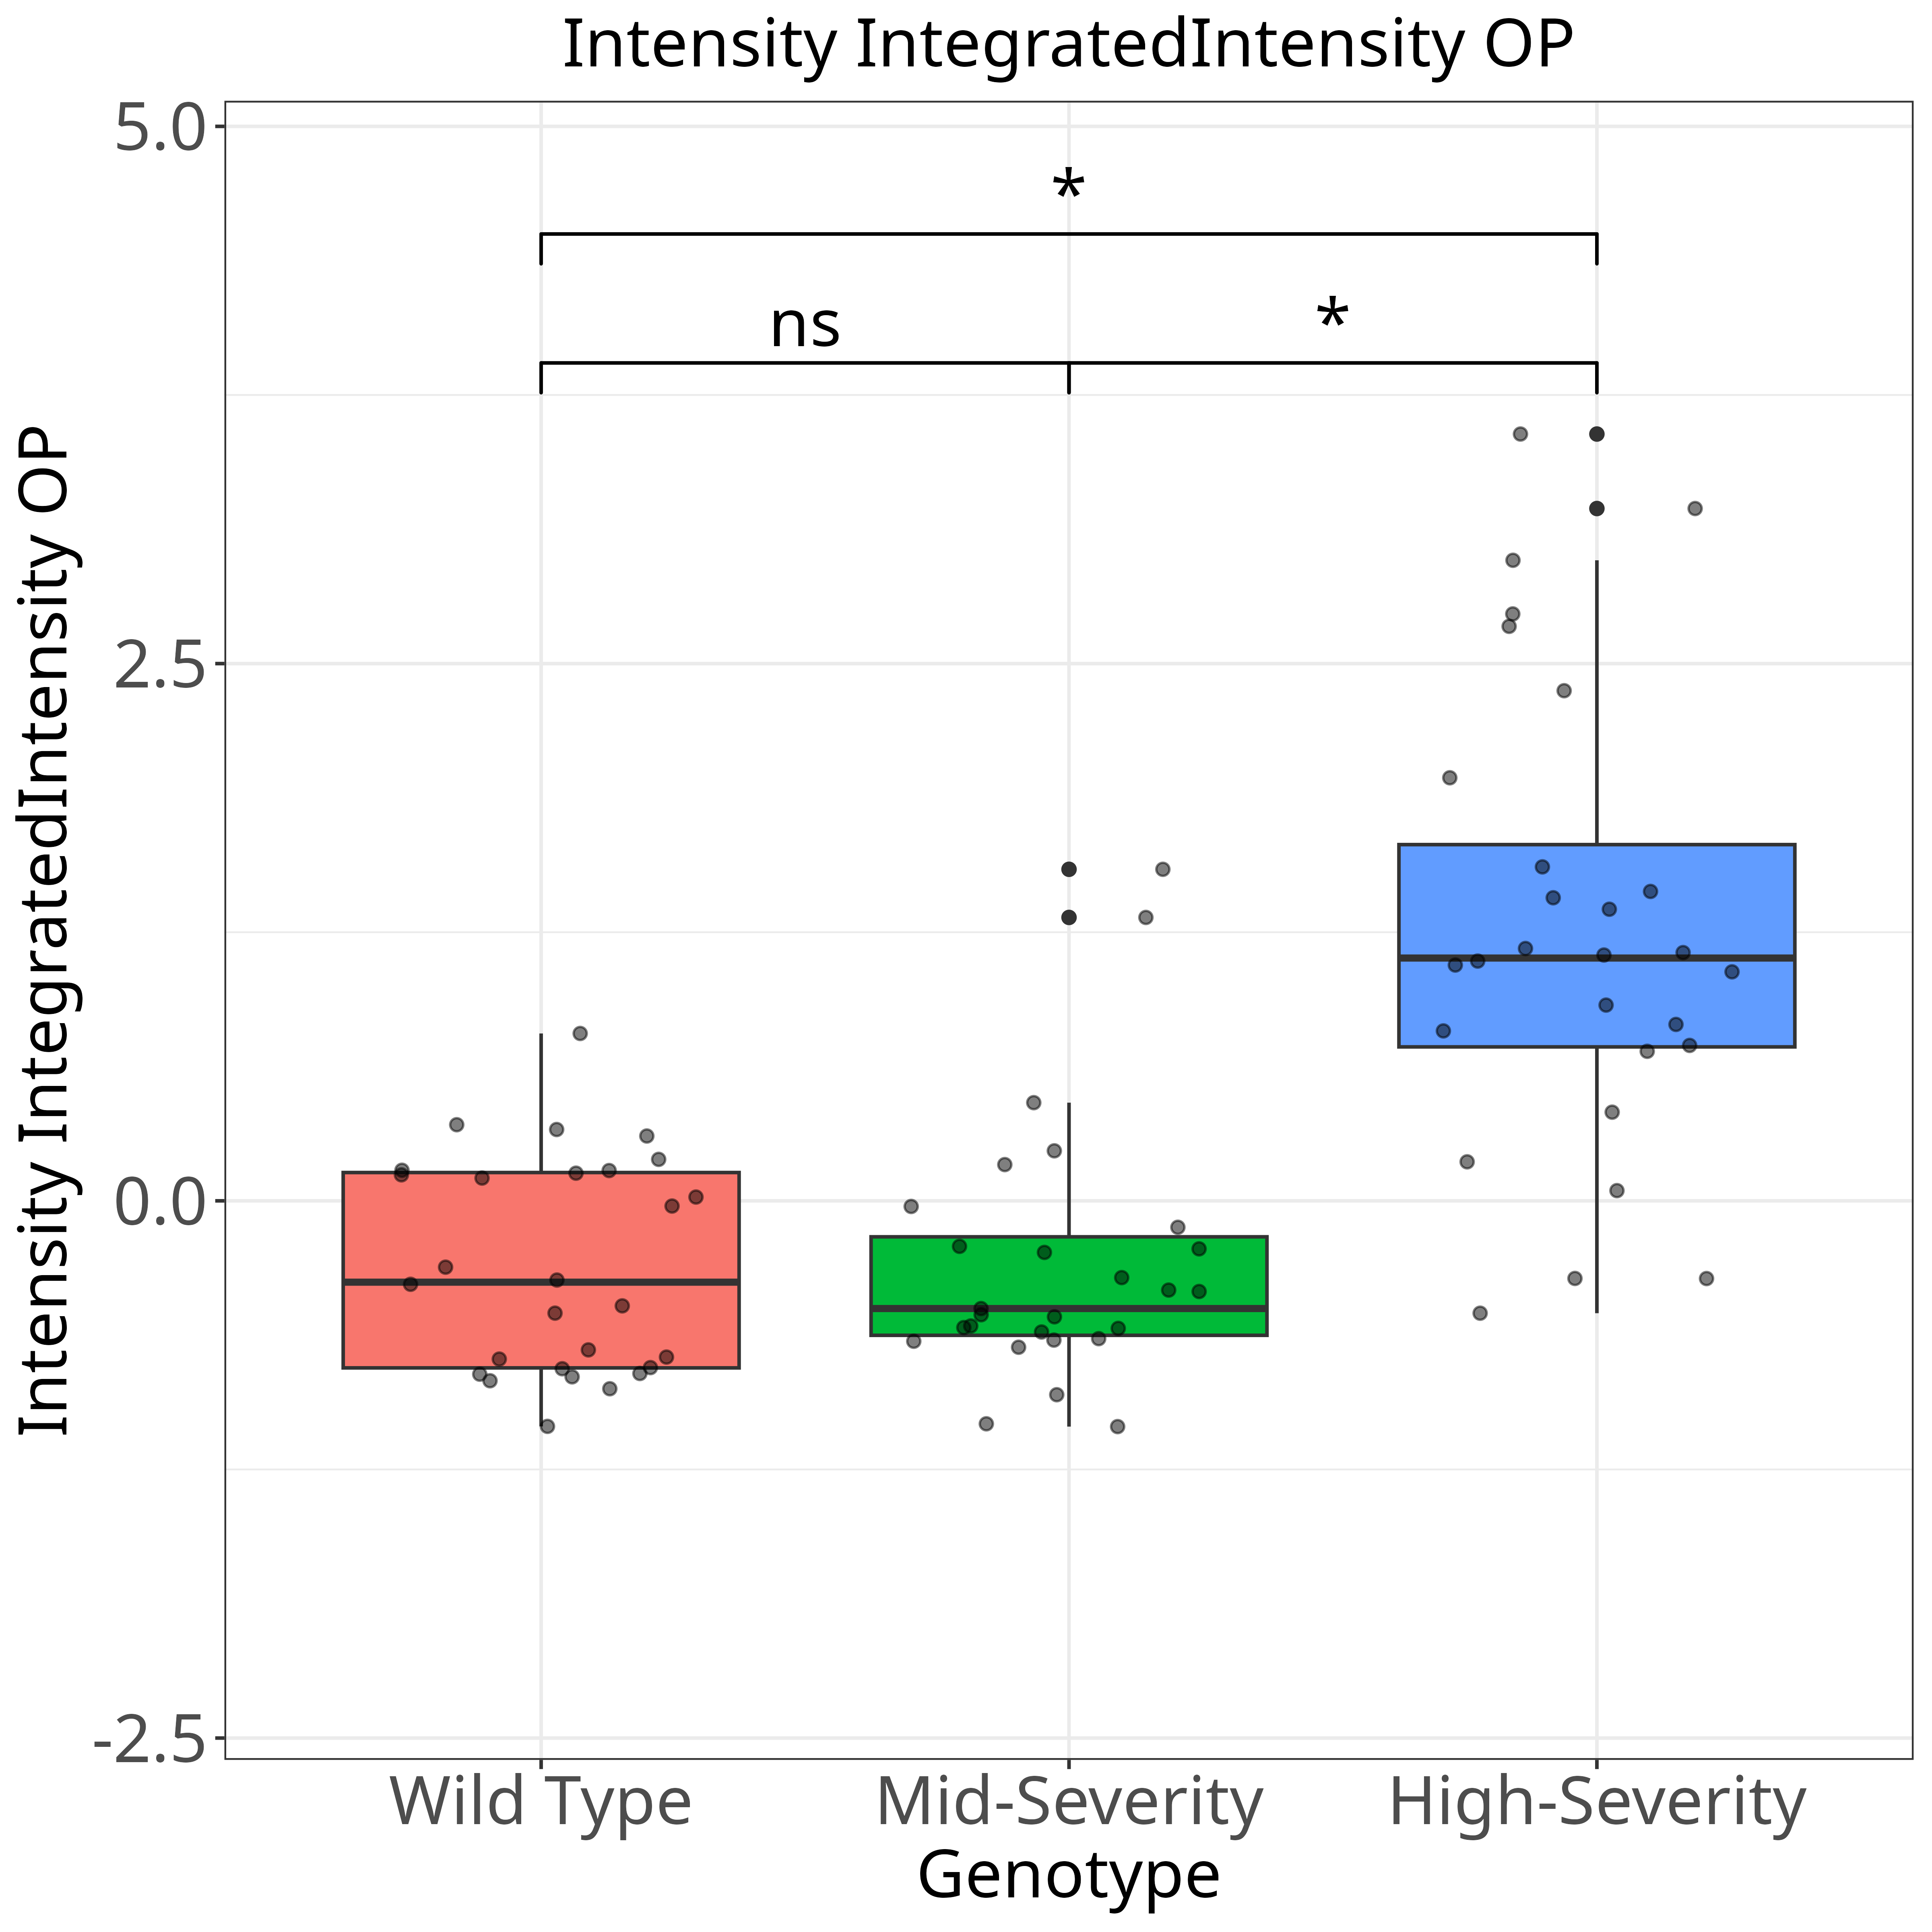 Intensity IntegratedIntensity OP
Intensity IntegratedIntensity OP
5.0
2.5
0.0
-2.5
*
ns
*
Wild Type
Mid-Severity
High-Severity
Genotype